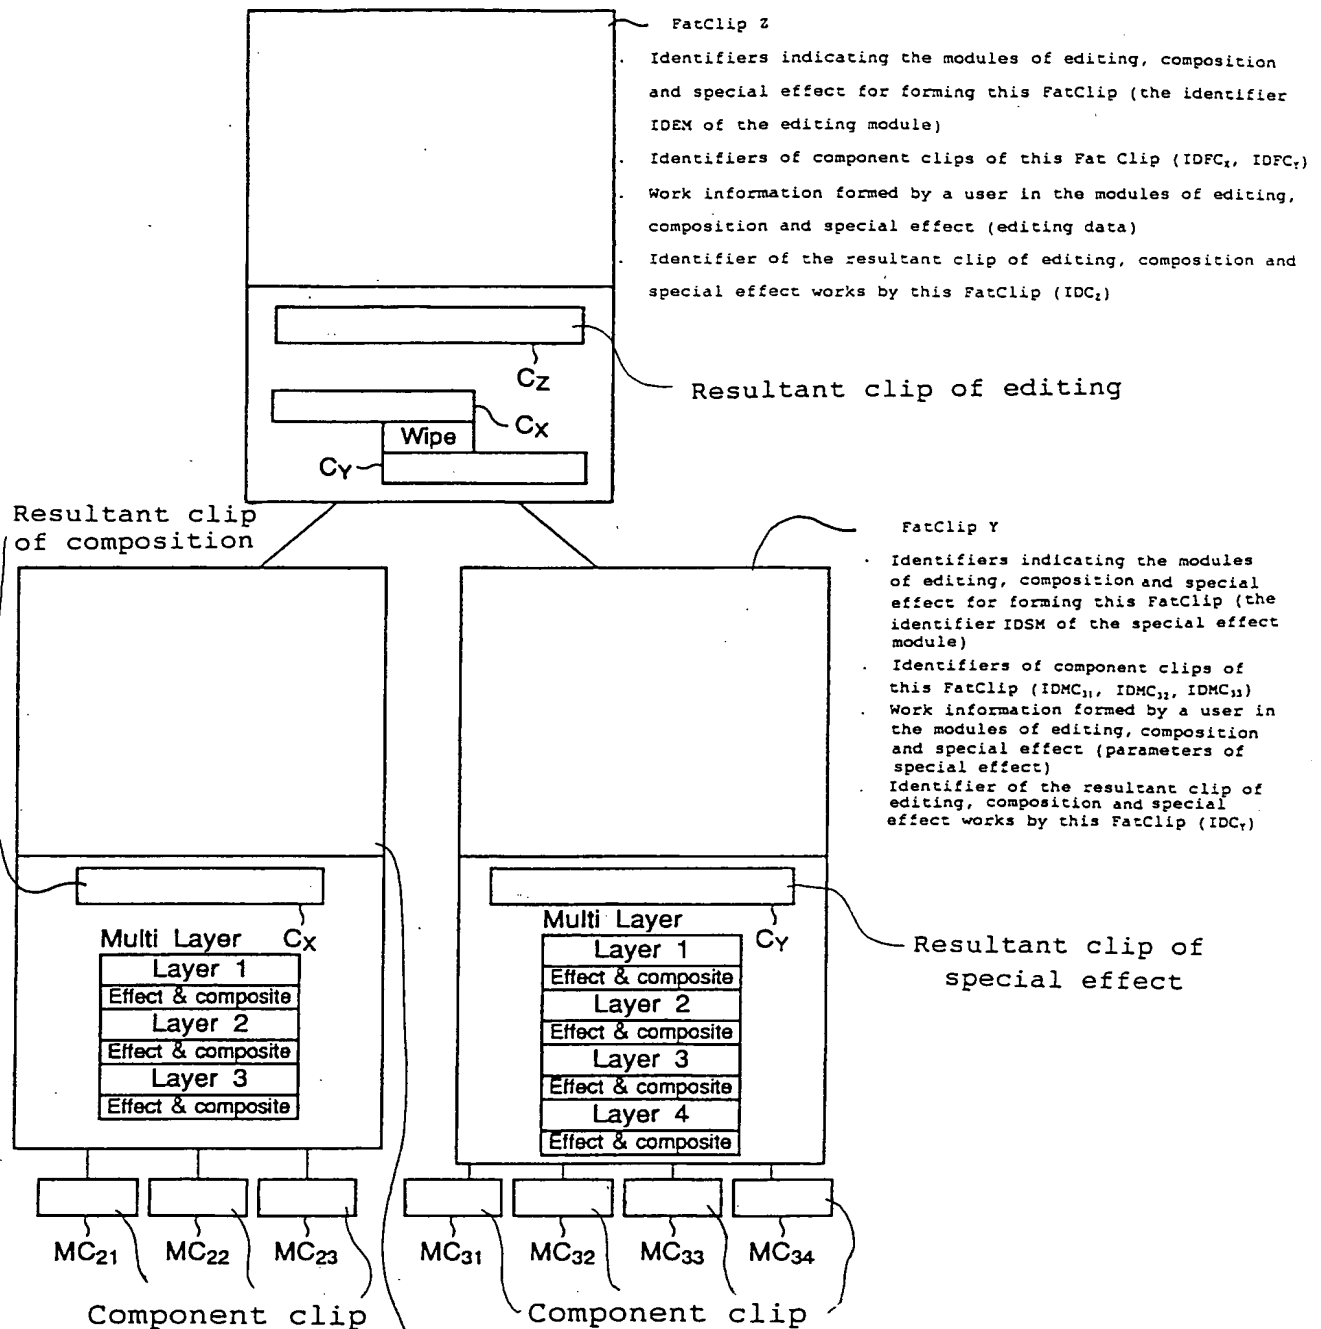 FatClip Z
. Identifiers indicating the modules of editing, composition
and special effect for forming this FatClip (the identifier
IDEM of the editing module)
. Identifiers of component clips of this Fat Clip (IDFCX, IDFCY)
. Work information formed by a user in the modules of editing,
composition and special effect (editing data)
. Identifier of the resultant clip of editing, composition and
special effect works by this FatClip (IDCZ)
CZ
Resultant clip of editing
CX
Wipe
CY
Resultant clip
of composition
FatClip Y
. Identifiers indicating the modules
of editing, composition and special
effect for forming this FatClip (the
identifier IDSM of the special effect
module)
. Identifiers of component clips of
this FatClip (IDMC31, IDMC32, IDMC33)
. Work information formed by a user in
the modules of editing, composition
and special effect (parameters of
special effect)
. Identifier of the resultant clip of
editing, composition and special
effect works by this FatClip (IDCY)
Multi Layer CX
Layer 1
Effect & composite
Layer 2
Effect & composite
Layer 3
Effect & composite
Multi Layer CY
Layer 1
Effect & composite
Layer 2
Effect & composite
Layer 3
Effect & composite
Layer 4
Effect & composite
Resultant clip of
special effect
MC21 MC22 MC23 MC31 MC32 MC33 MC34
Component clip Component clip